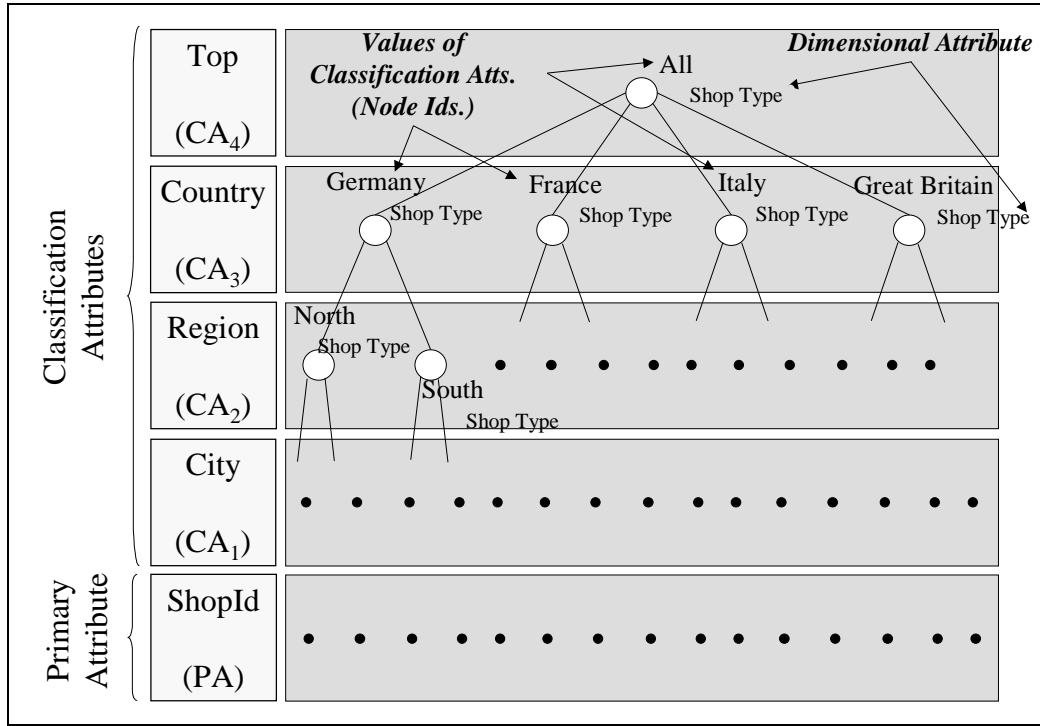 Classification
Attributes
Primary
Attribute
Top
(CA4)
Values of
Classification Atts.
(Node Ids.)
Dimensional Attribute
All
Shop Type
Country
(CA3)
Germany
Shop Type
France
Shop Type
Italy
Shop Type
Great Britain
Shop Type
Region
(CA2)
North
Shop Type
South
Shop Type
City
(CA1)
ShopId
(PA)